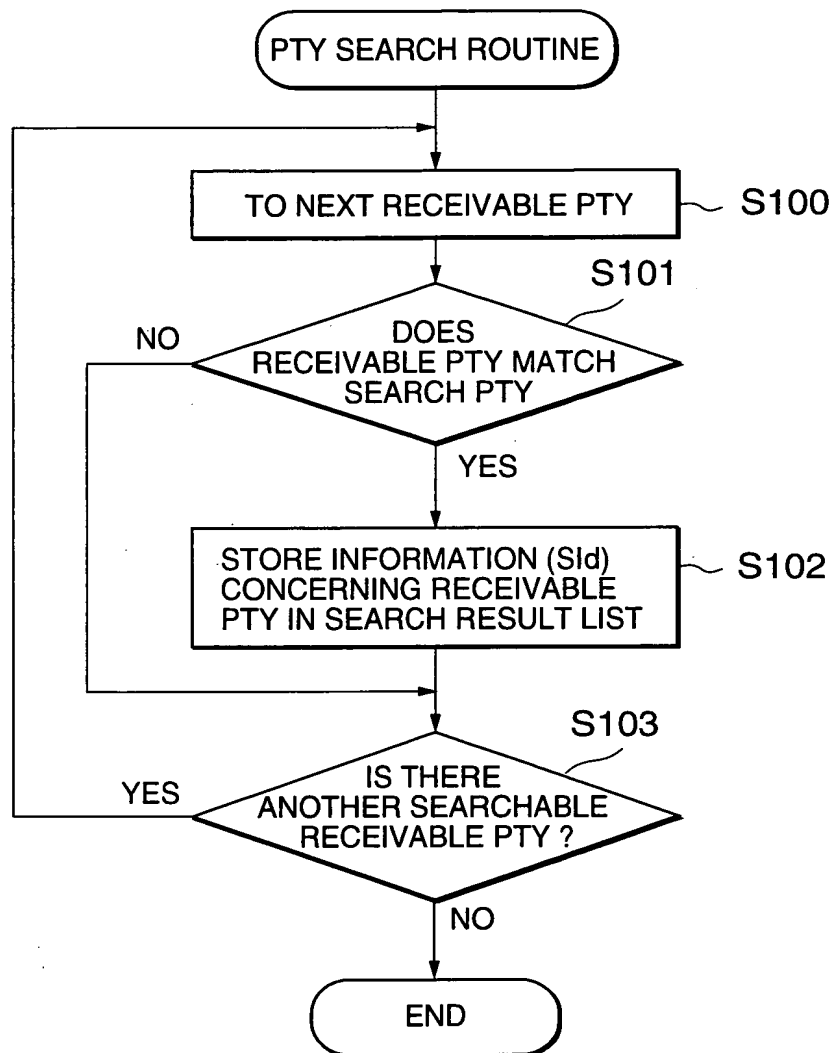 PTY SEARCH ROUTINE
TO NEXT RECEIVABLE PTY
S100
S101
DOES
RECEIVABLE PTY MATCH
SEARCH PTY
NO
YES
STORE INFORMATION (SId)
CONCERNING RECEIVABLE
PTY IN SEARCH RESULT LIST
S102
S103
IS THERE
ANOTHER SEARCHABLE
RECEIVABLE PTY ?
YES
NO
END